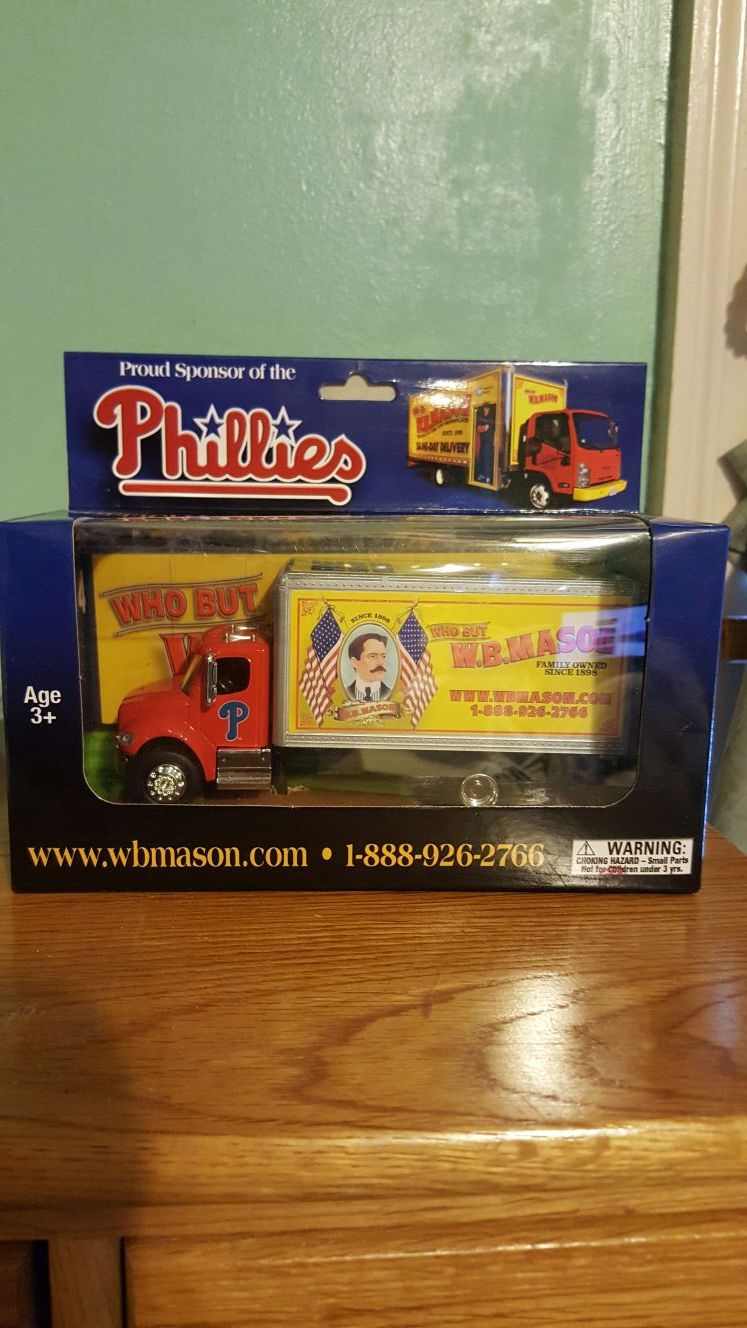 Proud Sponsor of the
Phillies
SAME-DAY DELIVERY
WHO BUT
W
P
SINCE 1898
W.B. MASON
WHO BUT
W.B.MASON
FAMILY OWNED
SINCE 1898
WWW.WBMASON.COM
1-888-926-2766
Age
3+
www.wbmason.com • 1-888-926-2766
WARNING:
CHOKING HAZARD – Small Parts
Not for children under 3 yrs.